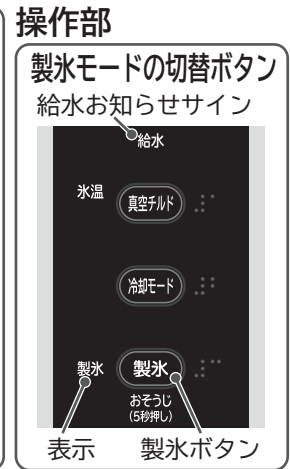 操作部
製氷モードの切替ボタン
給水お知らせサイン
給水
氷温
真空チルド
冷却モード
製氷 製氷
おそうじ
(5秒押し)
表示 製氷ボタン